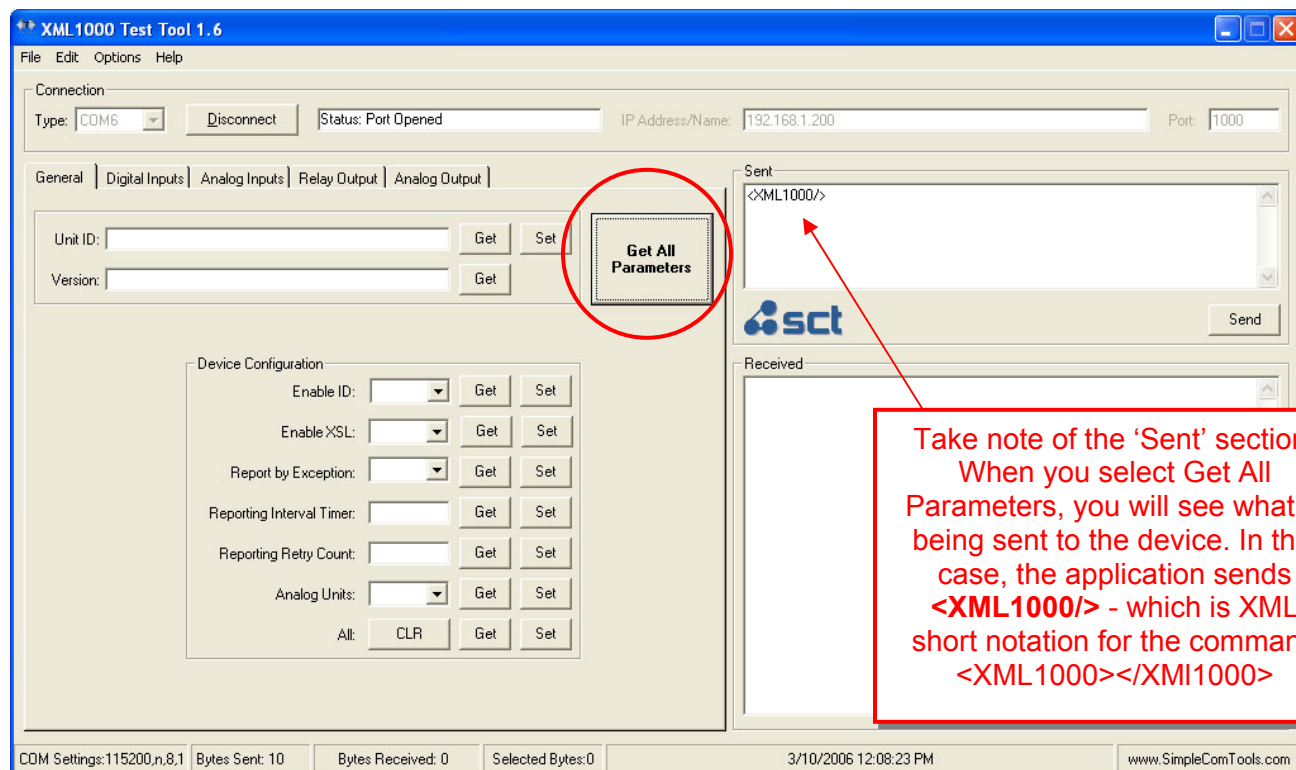 XML1000 Test Tool 1.6
File Edit Options Help
Connection
Type: COM6 Disconnect Status: Port Opened IP Address/Name: 192.168.1.200 Port: 1000
General Digital Inputs Analog Inputs Relay Output Analog Output
Unit ID: Get Set
Version: Get
Get All
Parameters
Sent
<XML1000/>
sct
Send
Device Configuration
Enable ID: Get Set
Enable XSL: Get Set
Report by Exception: Get Set
Reporting Interval Timer: Get Set
Reporting Retry Count: Get Set
Analog Units: Get Set
All: CLR Get Set
Received
Take note of the ‘Sent’ section
When you select Get All
Parameters, you will see what
being sent to the device. In th
case, the application sends
<XML1000/> - which is XML
short notation for the comman
<XML1000></XMl1000>
COM Settings:115200,n,8,1 Bytes Sent: 10 Bytes Received: 0 Selected Bytes:0 3/10/2006 12:08:23 PM www.SimpleComTools.com